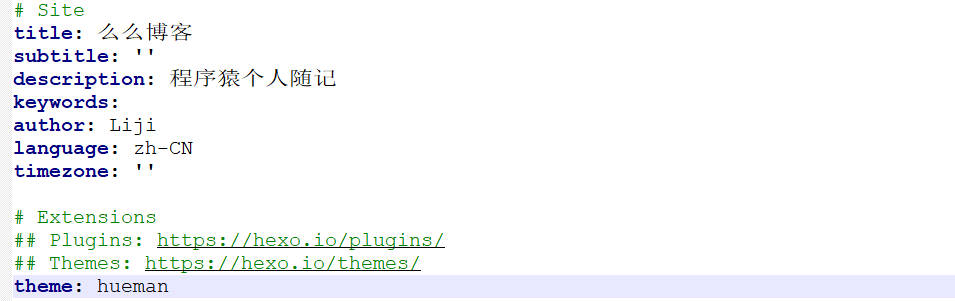 # Site
title: 么么博客
subtitle: ''
description: 程序猿个人随记
keywords:
author: Liji
language: zh-CN
timezone: ''
# Extensions
## Plugins: https://hexo.io/plugins/
## Themes: https://hexo.io/themes/
theme: hueman